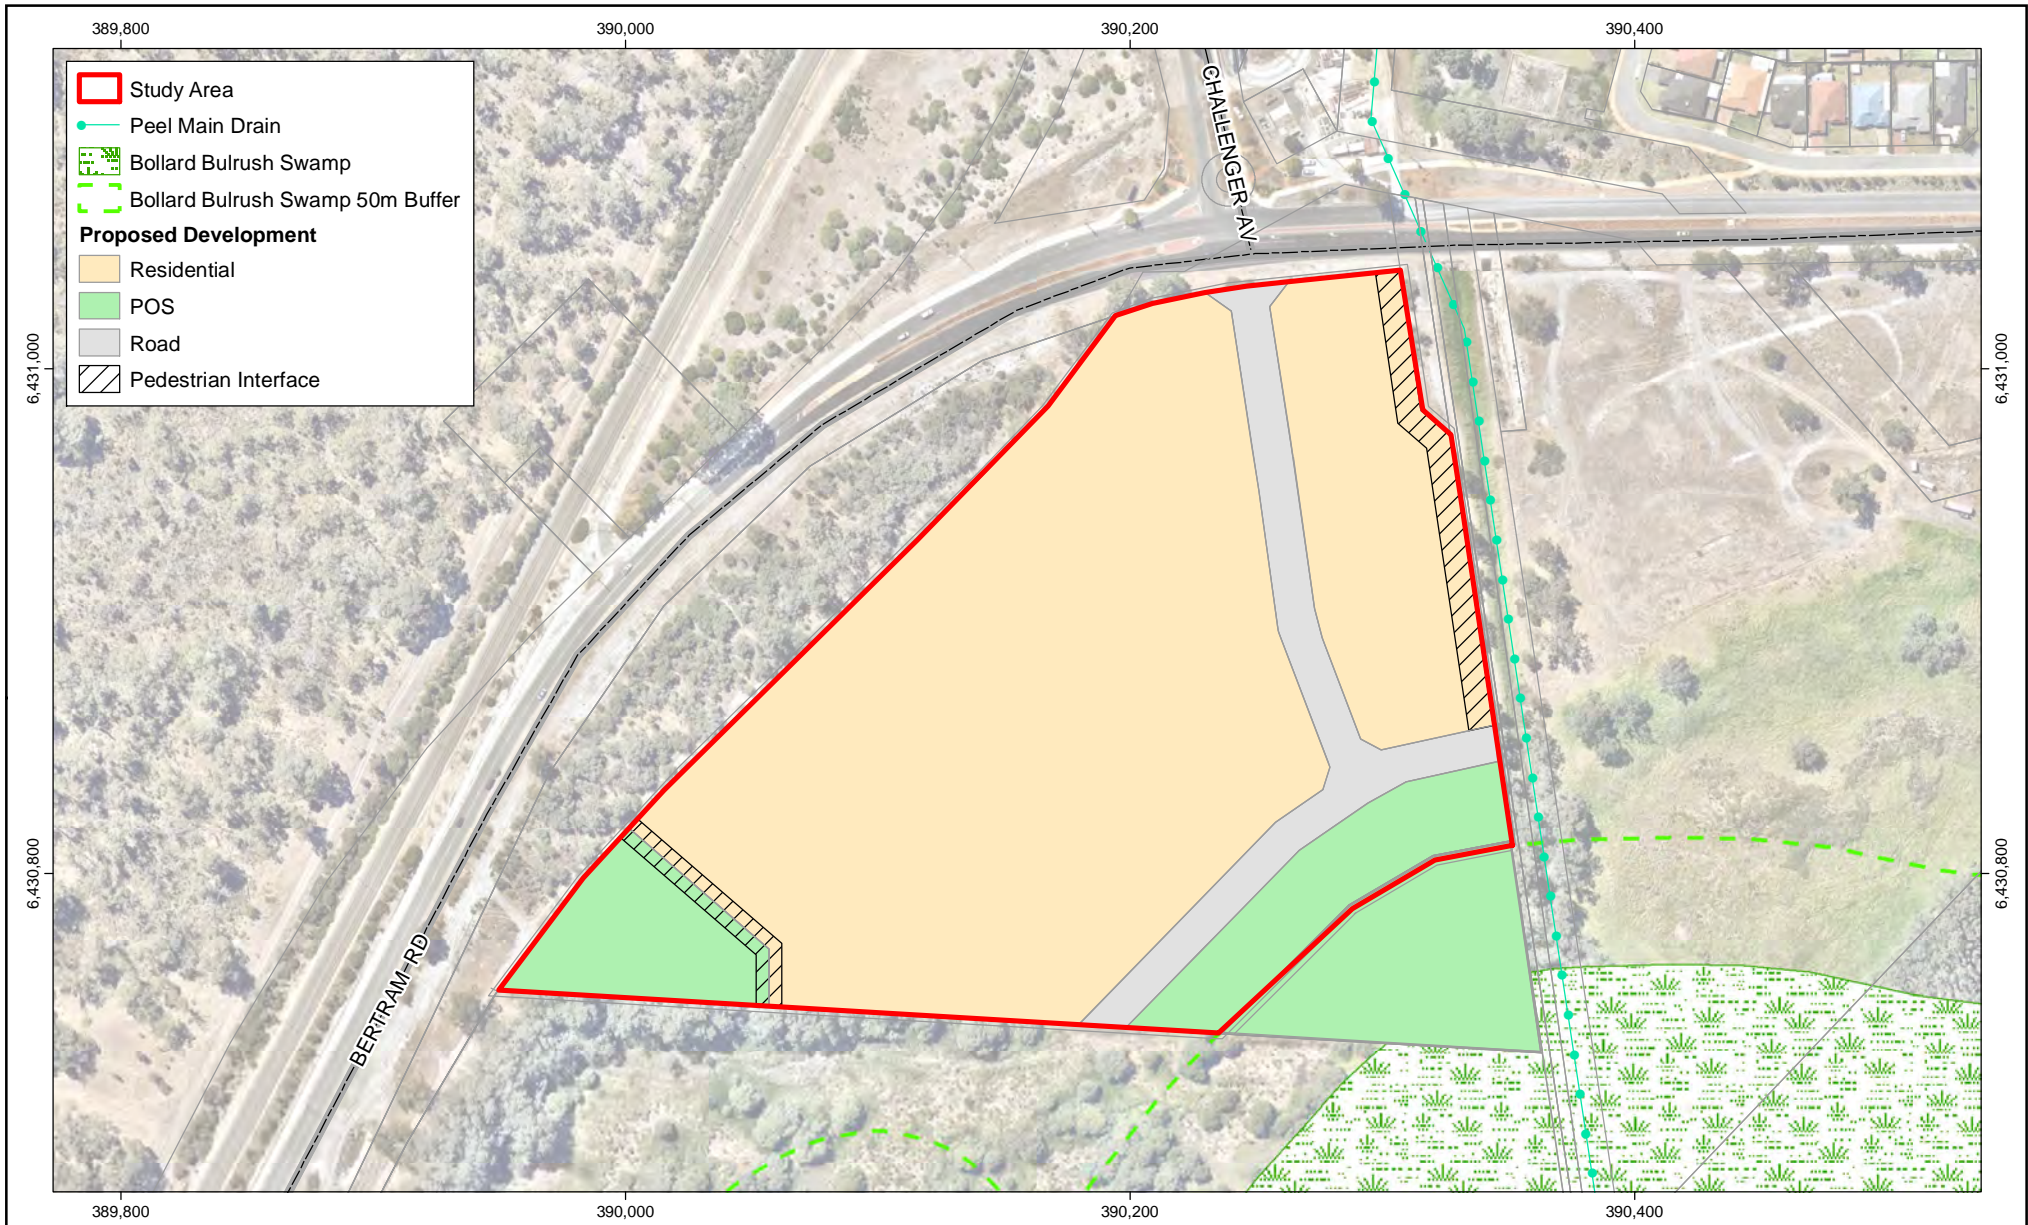 389,800
390,000
390,200
390,400
Study Area
Peel Main Drain
Bollard Bulrush Swamp
Bollard Bulrush Swamp 50m Buffer
Proposed Development
Residential
POS
Road
Pedestrian Interface
CHALLENGER AV
6,431,000
6,431,000
6,430,800
6,430,800
BERTRAM RD
389,800
390,000
390,200
390,400